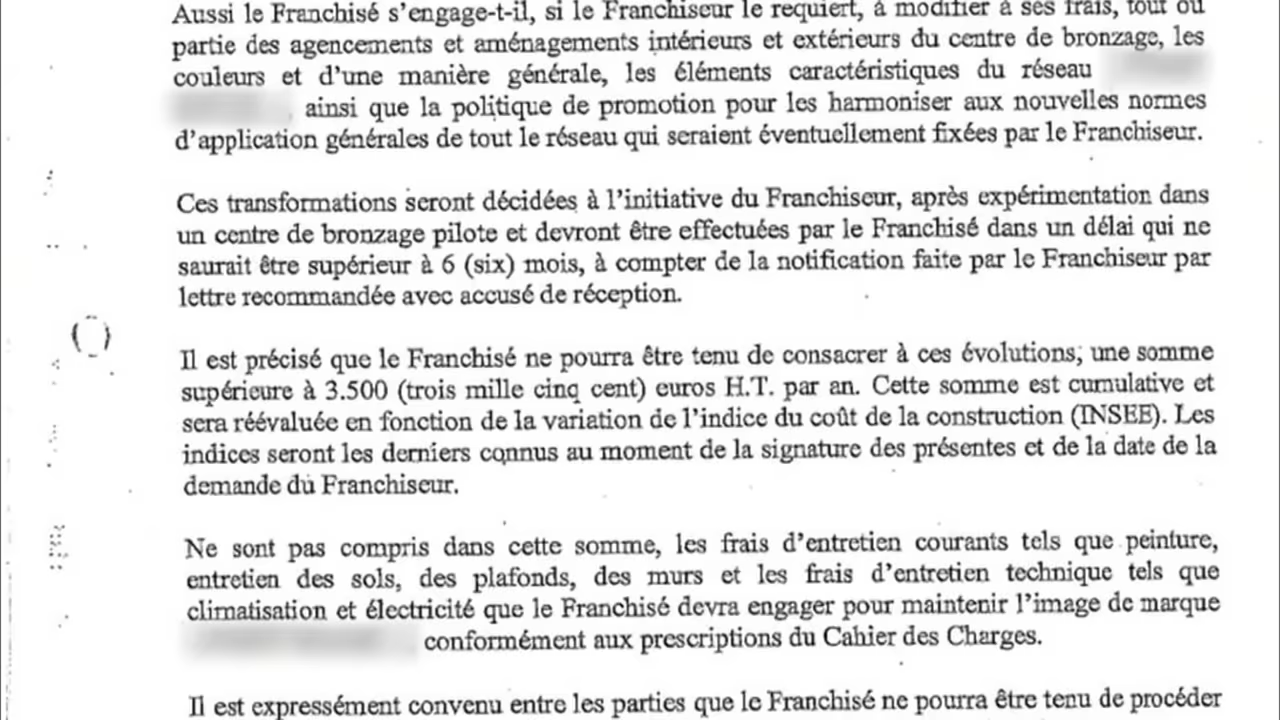 Aussi le Franchisé s'engage-t-il, si le Franchiseur le requiert, à modifier à ses frais, tout ou
partie des agencements et aménagements intérieurs et extérieurs du centre de bronzage, les
couleurs et d'une manière générale, les éléments caractéristiques du réseau
ainsi que la politique de promotion pour les harmoniser aux nouvelles normes
d'application générales de tout le réseau qui seraient éventuellement fixées par le Franchiseur.
Ces transformations seront décidées à l'initiative du Franchiseur, après expérimentation dans
un centre de bronzage pilote et devront être effectuées par le Franchisé dans un délai qui ne
saurait être supérieur à 6 (six) mois, à compter de la notification faite par le Franchiseur par
lettre recommandée avec accusé de réception.
Il est précisé que le Franchisé ne pourra être tenu de consacrer à ces évolutions, une somme
supérieure à 3.500 (trois mille cinq cent) euros H.T. par an. Cette somme est cumulative et
sera réévaluée en fonction de la variation de l'indice du coût de la construction (INSEE). Les
indices seront les derniers connus au moment de la signature des présentes et de la date de la
demande du Franchiseur.
Ne sont pas compris dans cette somme, les frais d'entretien courants tels que peinture,
entretien des sols, des plafonds, des murs et les frais d'entretien technique tels que
climatisation et électricité que le Franchisé devra engager pour maintenir l'image de marque
conformément aux prescriptions du Cahier des Charges.
Il est expressément convenu entre les parties que le Franchisé ne pourra être tenu de procéder